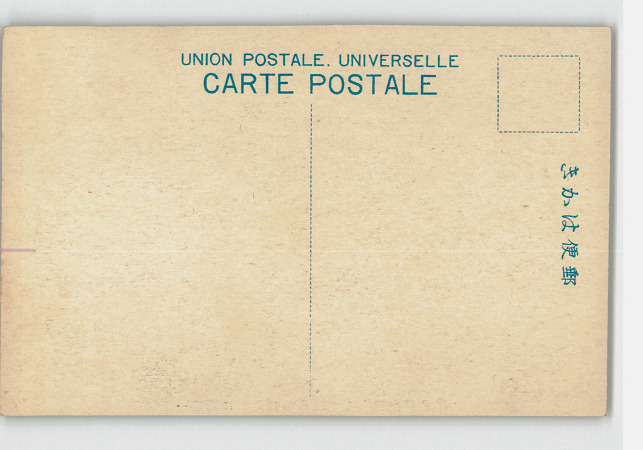 UNION POSTALE. UNIVERSELLE
CARTE POSTALE
きかは便郵